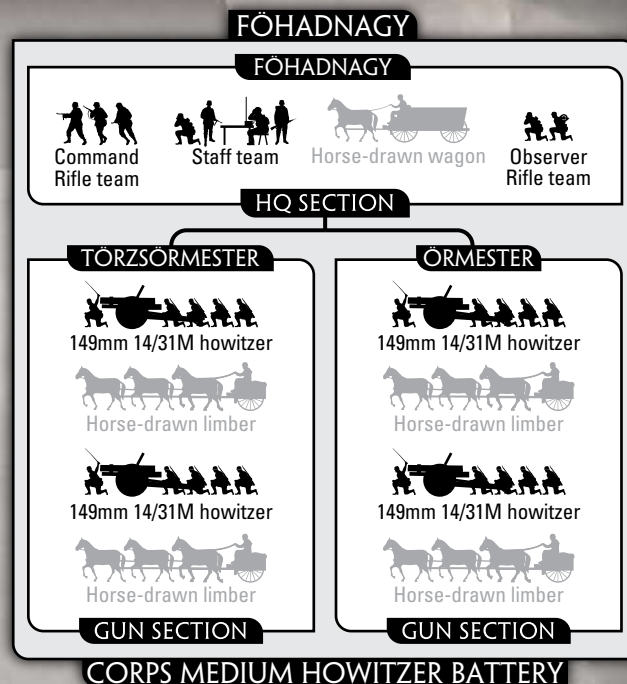 FÖHADNAGY
FÖHADNAGY
Command
Rifle team
Staff team
Horse-drawn wagon
Observer
Rifle team
HQ SECTION
TÖRZSÖRMESTER
149mm 14/31M howitzer
Horse-drawn limber
149mm 14/31M howitzer
Horse-drawn limber
GUN SECTION
ÖRMESTER
149mm 14/31M howitzer
Horse-drawn limber
149mm 14/31M howitzer
Horse-drawn limber
GUN SECTION
CORPS MEDIUM HOWITZER BATTERY